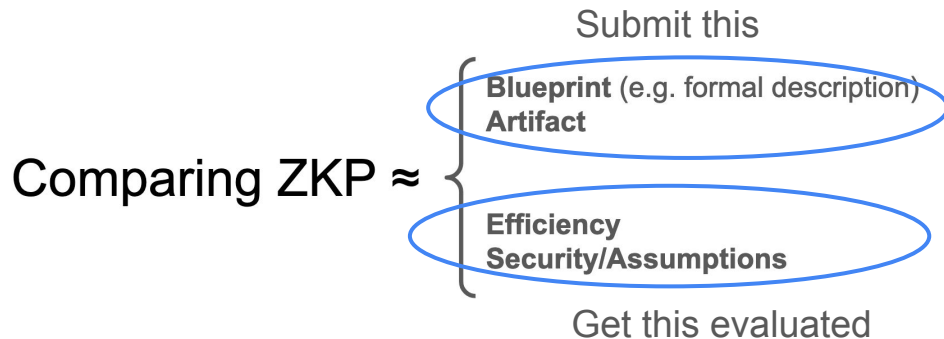 Submit this
Blueprint (e.g. formal description)
Artifact
Comparing ZKP ≈
Efficiency
Security/Assumptions
Get this evaluated